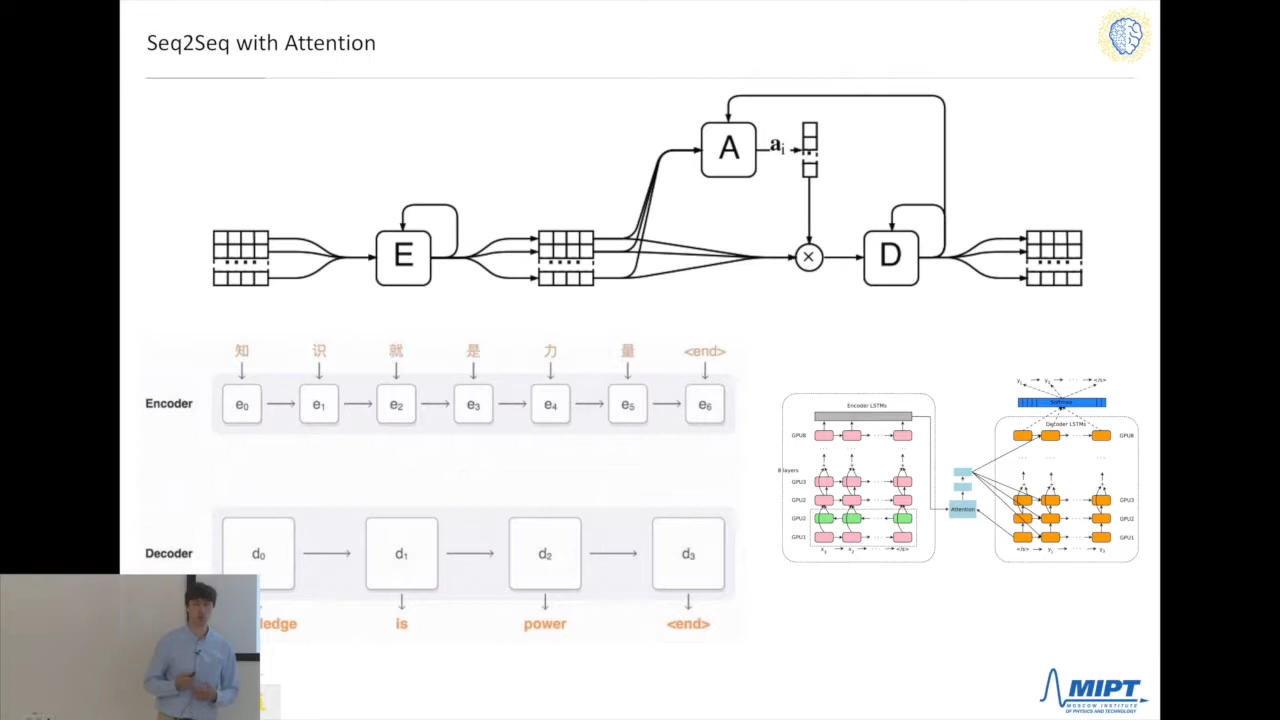 Seq2Seq with Attention
A
a_i
E
×
D
知 识 就 是 力 量 <end>
Encoder
e₀ e₁ e₂ e₃ e₄ e₅ e₆
Decoder
d₀ d₁ d₂ d₃
ledge is power <end>
Encoder LSTMs
GPU8
8 layers
GPU3
GPU2
GPU2
GPU1
</s>
Attention
</s>
Softmax
Decoder LSTMs
GPU8
GPU3
GPU2
GPU1
</s>
MIPT
MOSCOW INSTITUTE
OF PHYSICS AND TECHNOLOGY